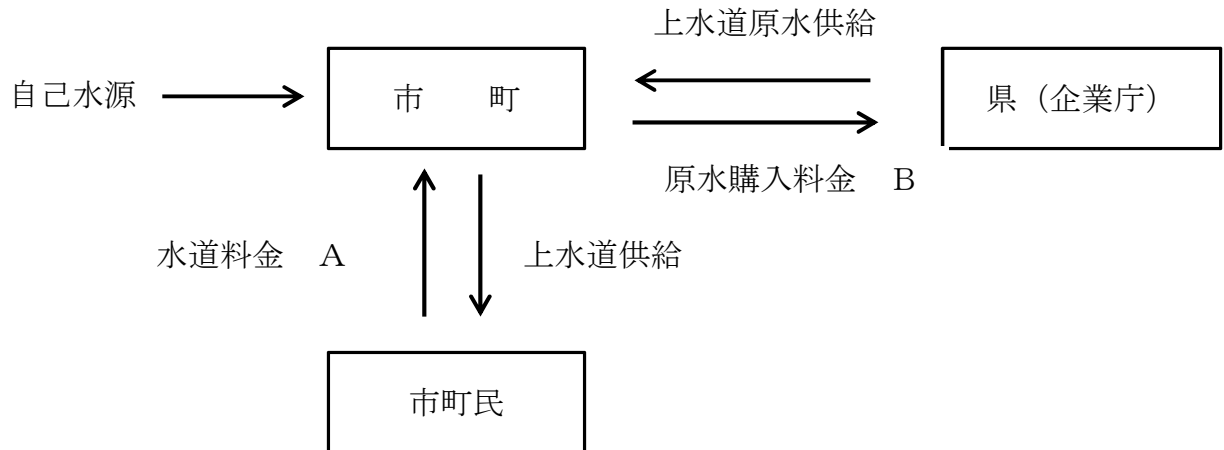 上水道原水供給
自己水源
市　　町
県（企業庁）
原水購入料金　B
水道料金　A
上水道供給
市町民